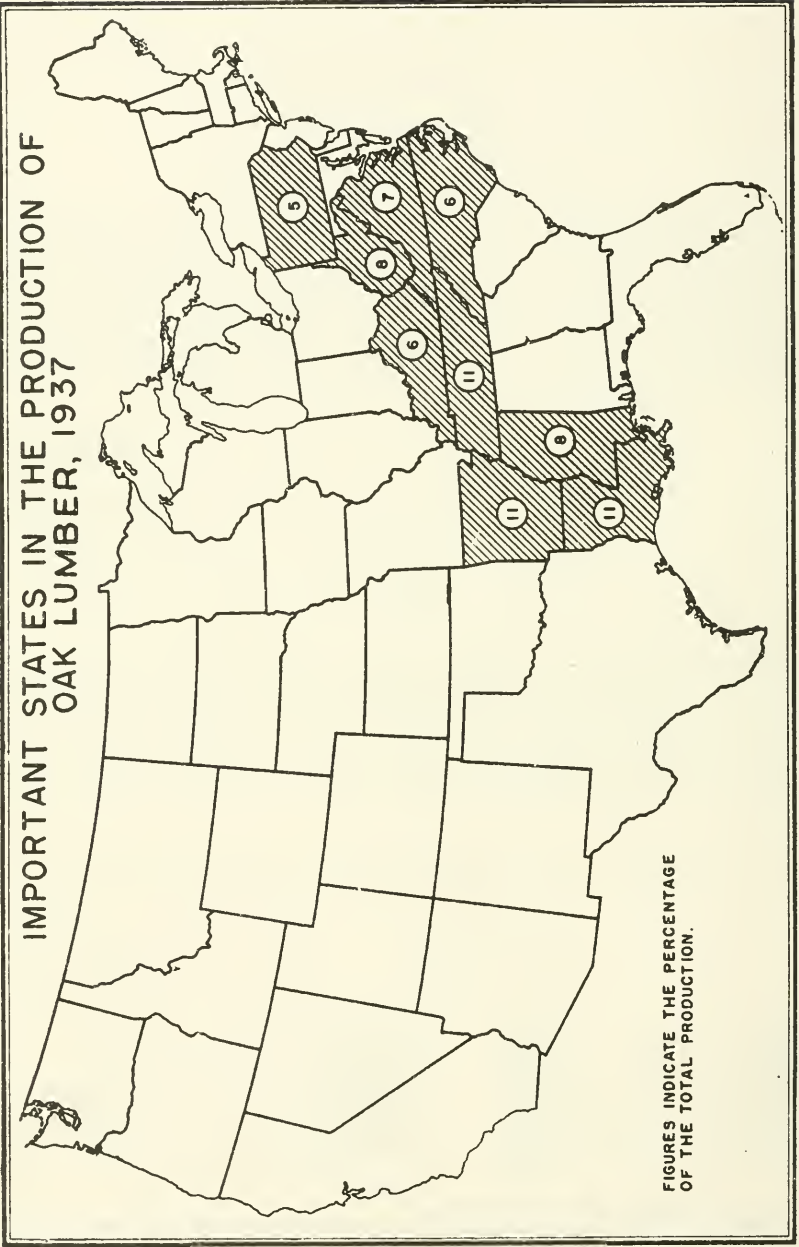 IMPORTANT STATES IN THE PRODUCTION OF
OAK LUMBER, 1937
5
7
8
6
6
11
8
11
11
FIGURES INDICATE THE PERCENTAGE
OF THE TOTAL PRODUCTION.